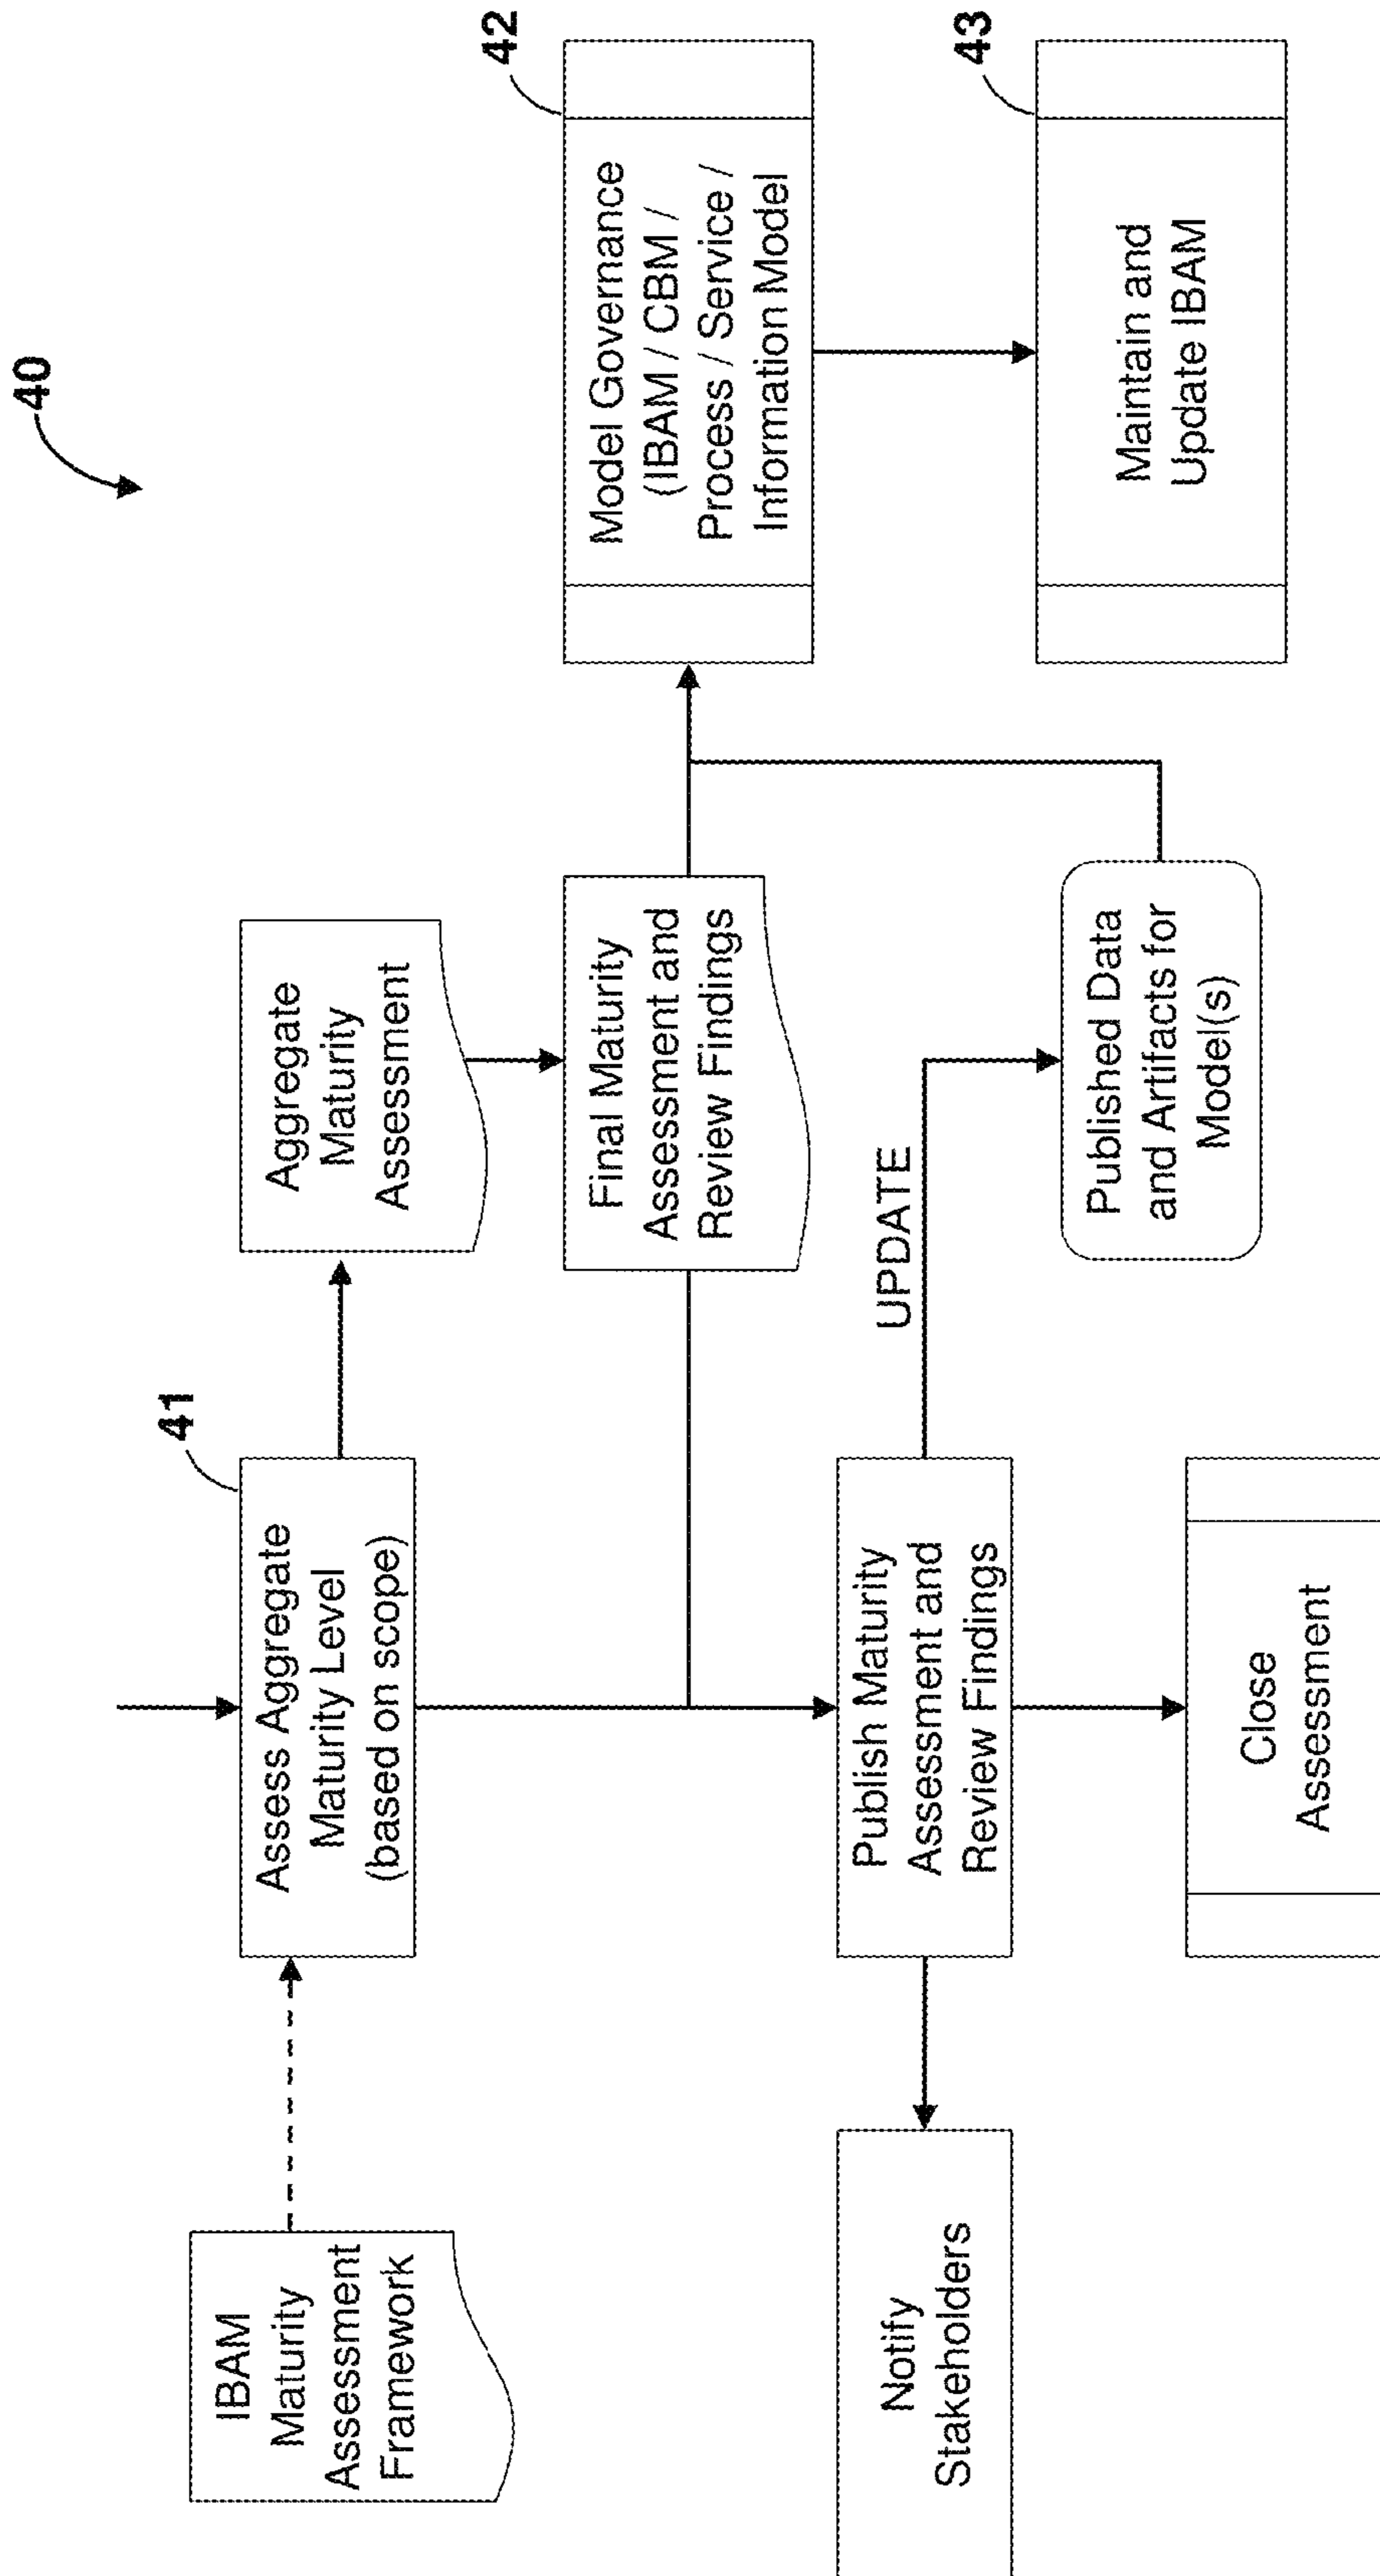 40
IBAM
Maturity
Assessment
Framework
41
Assess Aggregate
Maturity Level
(based on scope)
Aggregate
Maturity
Assessment
Final Maturity
Assessment and
Review Findings
42
Model Governance
(IBAM / CBM /
Process / Service /
Information Model
Notify
Stakeholders
Publish Maturity
Assessment and
Review Findings
UPDATE
Published Data
and Artifacts for
Model(s)
43
Maintain and
Update IBAM
Close
Assessment